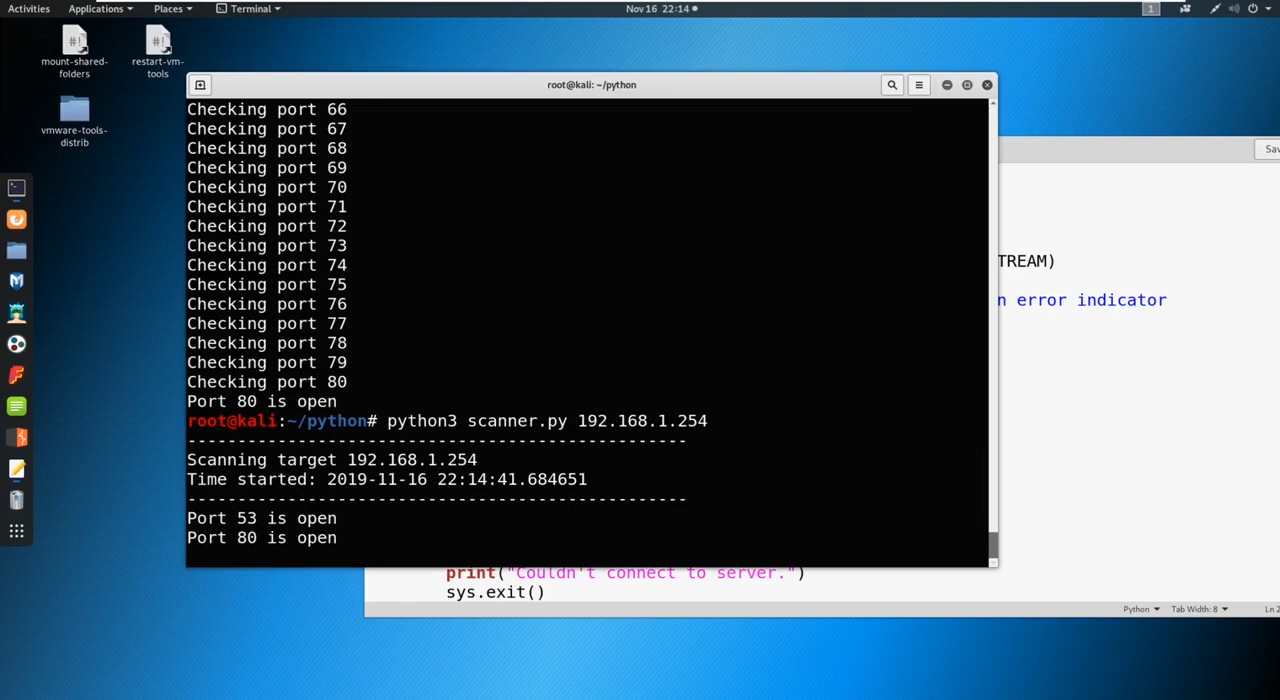 Activities Applications Places Terminal Nov 16 22:14 1
mount-shared-folders
restart-vm-tools
vmware-tools-distrib
root@kali: ~/python
Checking port 66
Checking port 67
Checking port 68
Checking port 69
Checking port 70
Checking port 71
Checking port 72
Checking port 73
Checking port 74
Checking port 75
Checking port 76
Checking port 77
Checking port 78
Checking port 79
Checking port 80
Port 80 is open
root@kali:~/python# python3 scanner.py 192.168.1.254
--------------------------------------------------
Scanning target 192.168.1.254
Time started: 2019-11-16 22:14:41.684651
--------------------------------------------------
Port 53 is open
Port 80 is open
Sav
TREAM)
n error indicator
print("Couldn't connect to server.")
sys.exit()
Python Tab Width: 8 Ln 2